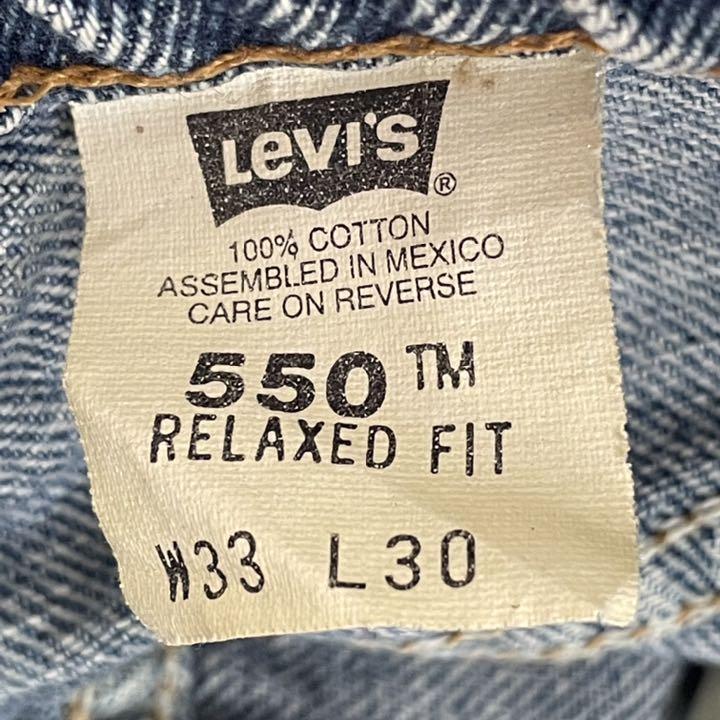 Levi's ®
100% COTTON
ASSEMBLED IN MEXICO
CARE ON REVERSE
550™
RELAXED FIT
W33 L30